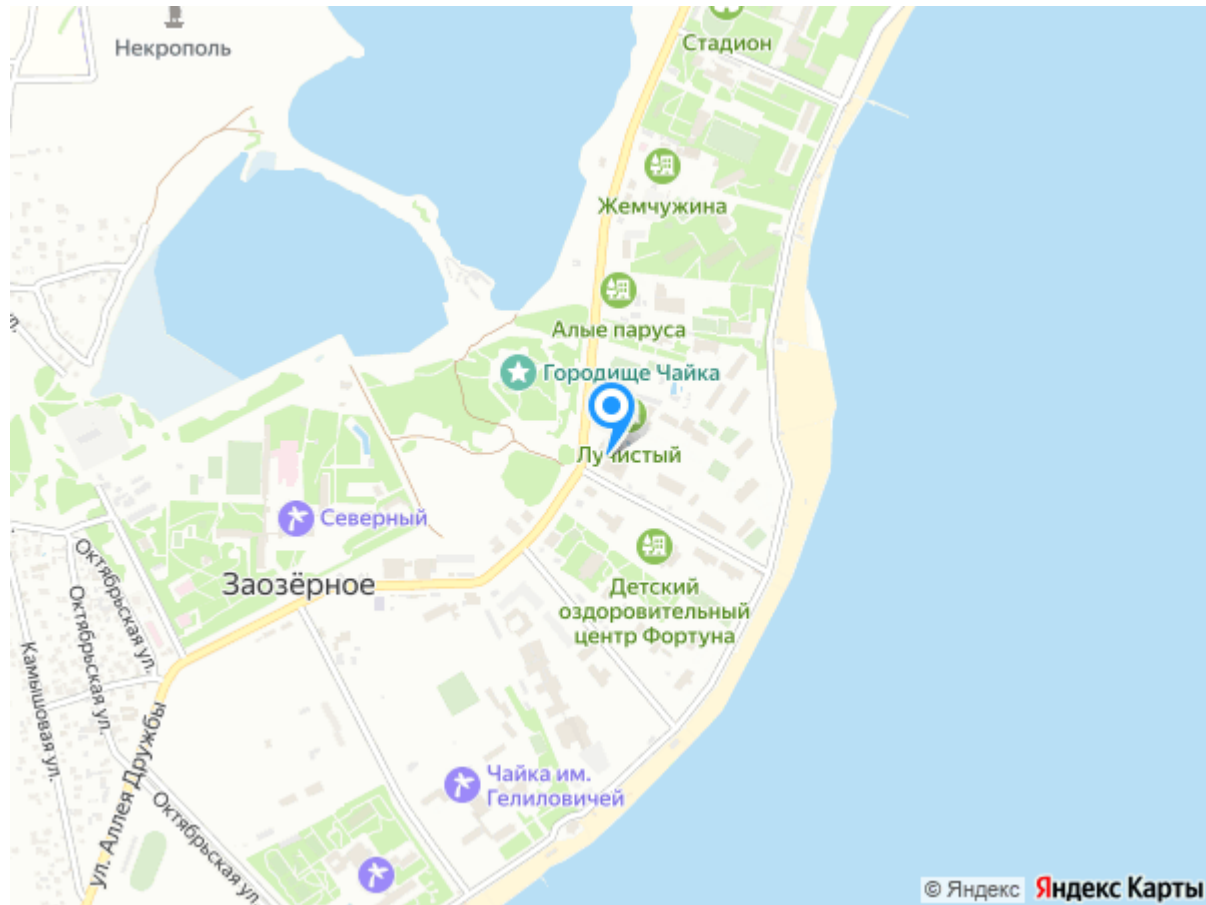 Стадион
Некрополь
Жемчужина
Алые паруса
Городище Чайка
Лучистый
Северный
Заозёрное
Детский
оздоровительный
центр Фортуна
Октябрьская ул.
Октябрьская ул.
Камышовая ул.
ул. Аллея Дружбы
Октябрьская ул.
Чайка им.
Гелиловичей
ул.
© Яндекс Яндекс Карты